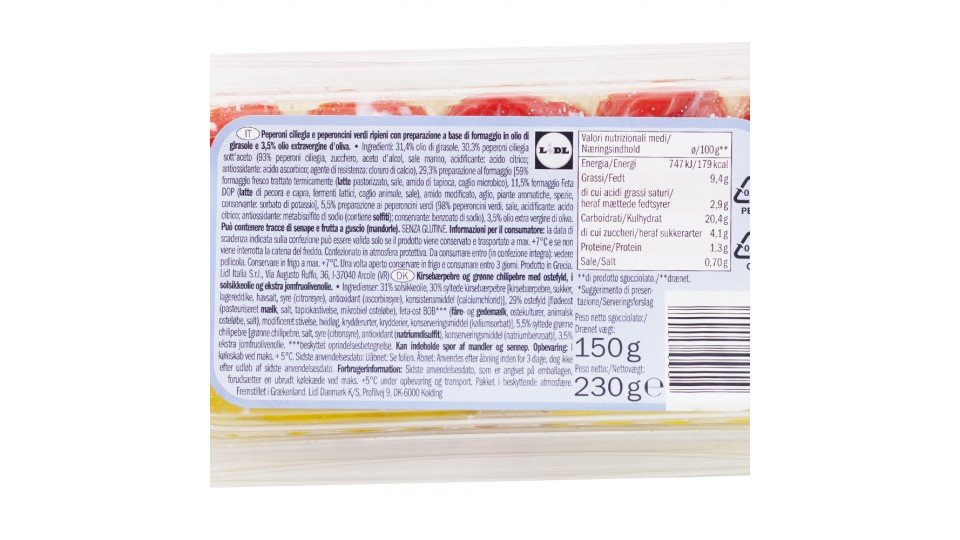 IT Peperoni ciliegia e peperoncini verdi ripieni con preparazione a base di formaggio in olio di
girasole e 3,5% olio extravergine d'oliva. • Ingredienti: 31,4% olio di girasole, 30,3% peperoni ciliegia
sott'aceto (93% peperoni ciliegia, zucchero, aceto d'alcol, sale marino, acidificante: acido citrico;
antiossidante: acido ascorbico; agente di resistenza: cloruro di calcio), 29,3% preparazione al formaggio [59%
formaggio fresco trattato termicamente (latte pastorizzato, sale, amido di tapioca, caglio microbico), 11,5% formaggio Feta
DOP (latte di pecora e capra, fermenti lattici, caglio animale, sale), amido modificato, aglio, piante aromatiche, spezie,
conservante: sorbato di potassio], 5,5% preparazione ai peperoncini verdi (98% peperoncini verdi, sale, acidificante: acido
citrico; antiossidante: metabisolfito di sodio (contiene solfiti); conservante: benzoato di sodio), 3,5% olio extra vergine di oliva.
Può contenere tracce di senape e frutta a guscio (mandorle). SENZA GLUTINE. Informazioni per il consumatore: la data di
scadenza indicata sulla confezione può essere valida solo se il prodotto viene conservato e trasportato a max. +7°C e se non
viene interrotta la catena del freddo. Confezionato in atmosfera protettiva. Da consumare entro (in confezione integra): vedere
pellicola. Conservare in frigo a max. +7°C. Una volta aperto conservare in frigo e consumare entro 3 giorni. Prodotto in Grecia.
Lidl Italia S.r.l., Via Augusto Ruffo, 36, I-37040 Arcole (VR) DK Kirsebærpebre og grønne chilipebre med ostefyld, i
solsikkeolie og ekstra jomfruolivenolie. • Ingredienser: 31% solsikkeolie, 30% syltede kirsebærpebre [kirsebærpebre, sukker,
lagereddike, havsalt, syre (citronsyre), antioxidant (ascorbinsyre), konsistensmiddel (calciumchlorid)], 29% ostefyld [flødeost
(pasteuriseret mælk, salt, tapiokastivelse, mikrobiel osteløbe), feta-ost BOB*** (fåre- og gedemælk, ostekulturer, animalsk
osteløbe, salt), modificeret stivelse, hvidløg, krydderurter, krydderier, konserveringsmiddel (kaliumsorbat)], 5,5% syltede grønne
chilipebre [grønne chilipebre, salt, syre (citronsyre), antioxidant (natriumdisulfit), konserveringsmiddel (natriumbenzoat)], 3,5%
ekstra jomfruolivenolie. ***beskyttet oprindelsesbetegnelse. Kan indeholde spor af mandler og sennep. Opbevaring: I
køleskab ved maks. + 5°C. Sidste anvendelsesdato: Uåbnet: Se folien. Åbnet: Anvendes efter åbning inden for 3 dage, dog ikke
efter udløb af sidste anvendelsesdato. Forbrugerinformation: Sidste anvendelsesdato, som er angivet på emballagen,
forudsætter en ubrudt kølekæde ved maks. +5°C under opbevaring og transport. Pakket i beskyttende atmosfære.
Fremstillet i Grækenland. Lidl Danmark K/S, Profilvej 9, DK-6000 Kolding
LIDL
Valori nutrizionali medi/
Næringsindhold ø/100g**
Energia/Energi 747 kJ/179 kcal
Grassi/Fedt 9,4g
di cui acidi grassi saturi/
heraf mættede fedtsyrer 2,9g
Carboidrati/Kulhydrat 20,4g
di cui zuccheri/heraf sukkerarter 4,1g
Proteine/Protein 1,3g
Sale/Salt 0,70g
**di prodotto sgocciolato./**drænet.
*Suggerimento di presen-
tazione/Serveringsforslag
Peso netto sgocciolato:/
Drænet vægt:
150g
Peso netto:/Nettovægt:
230g℮